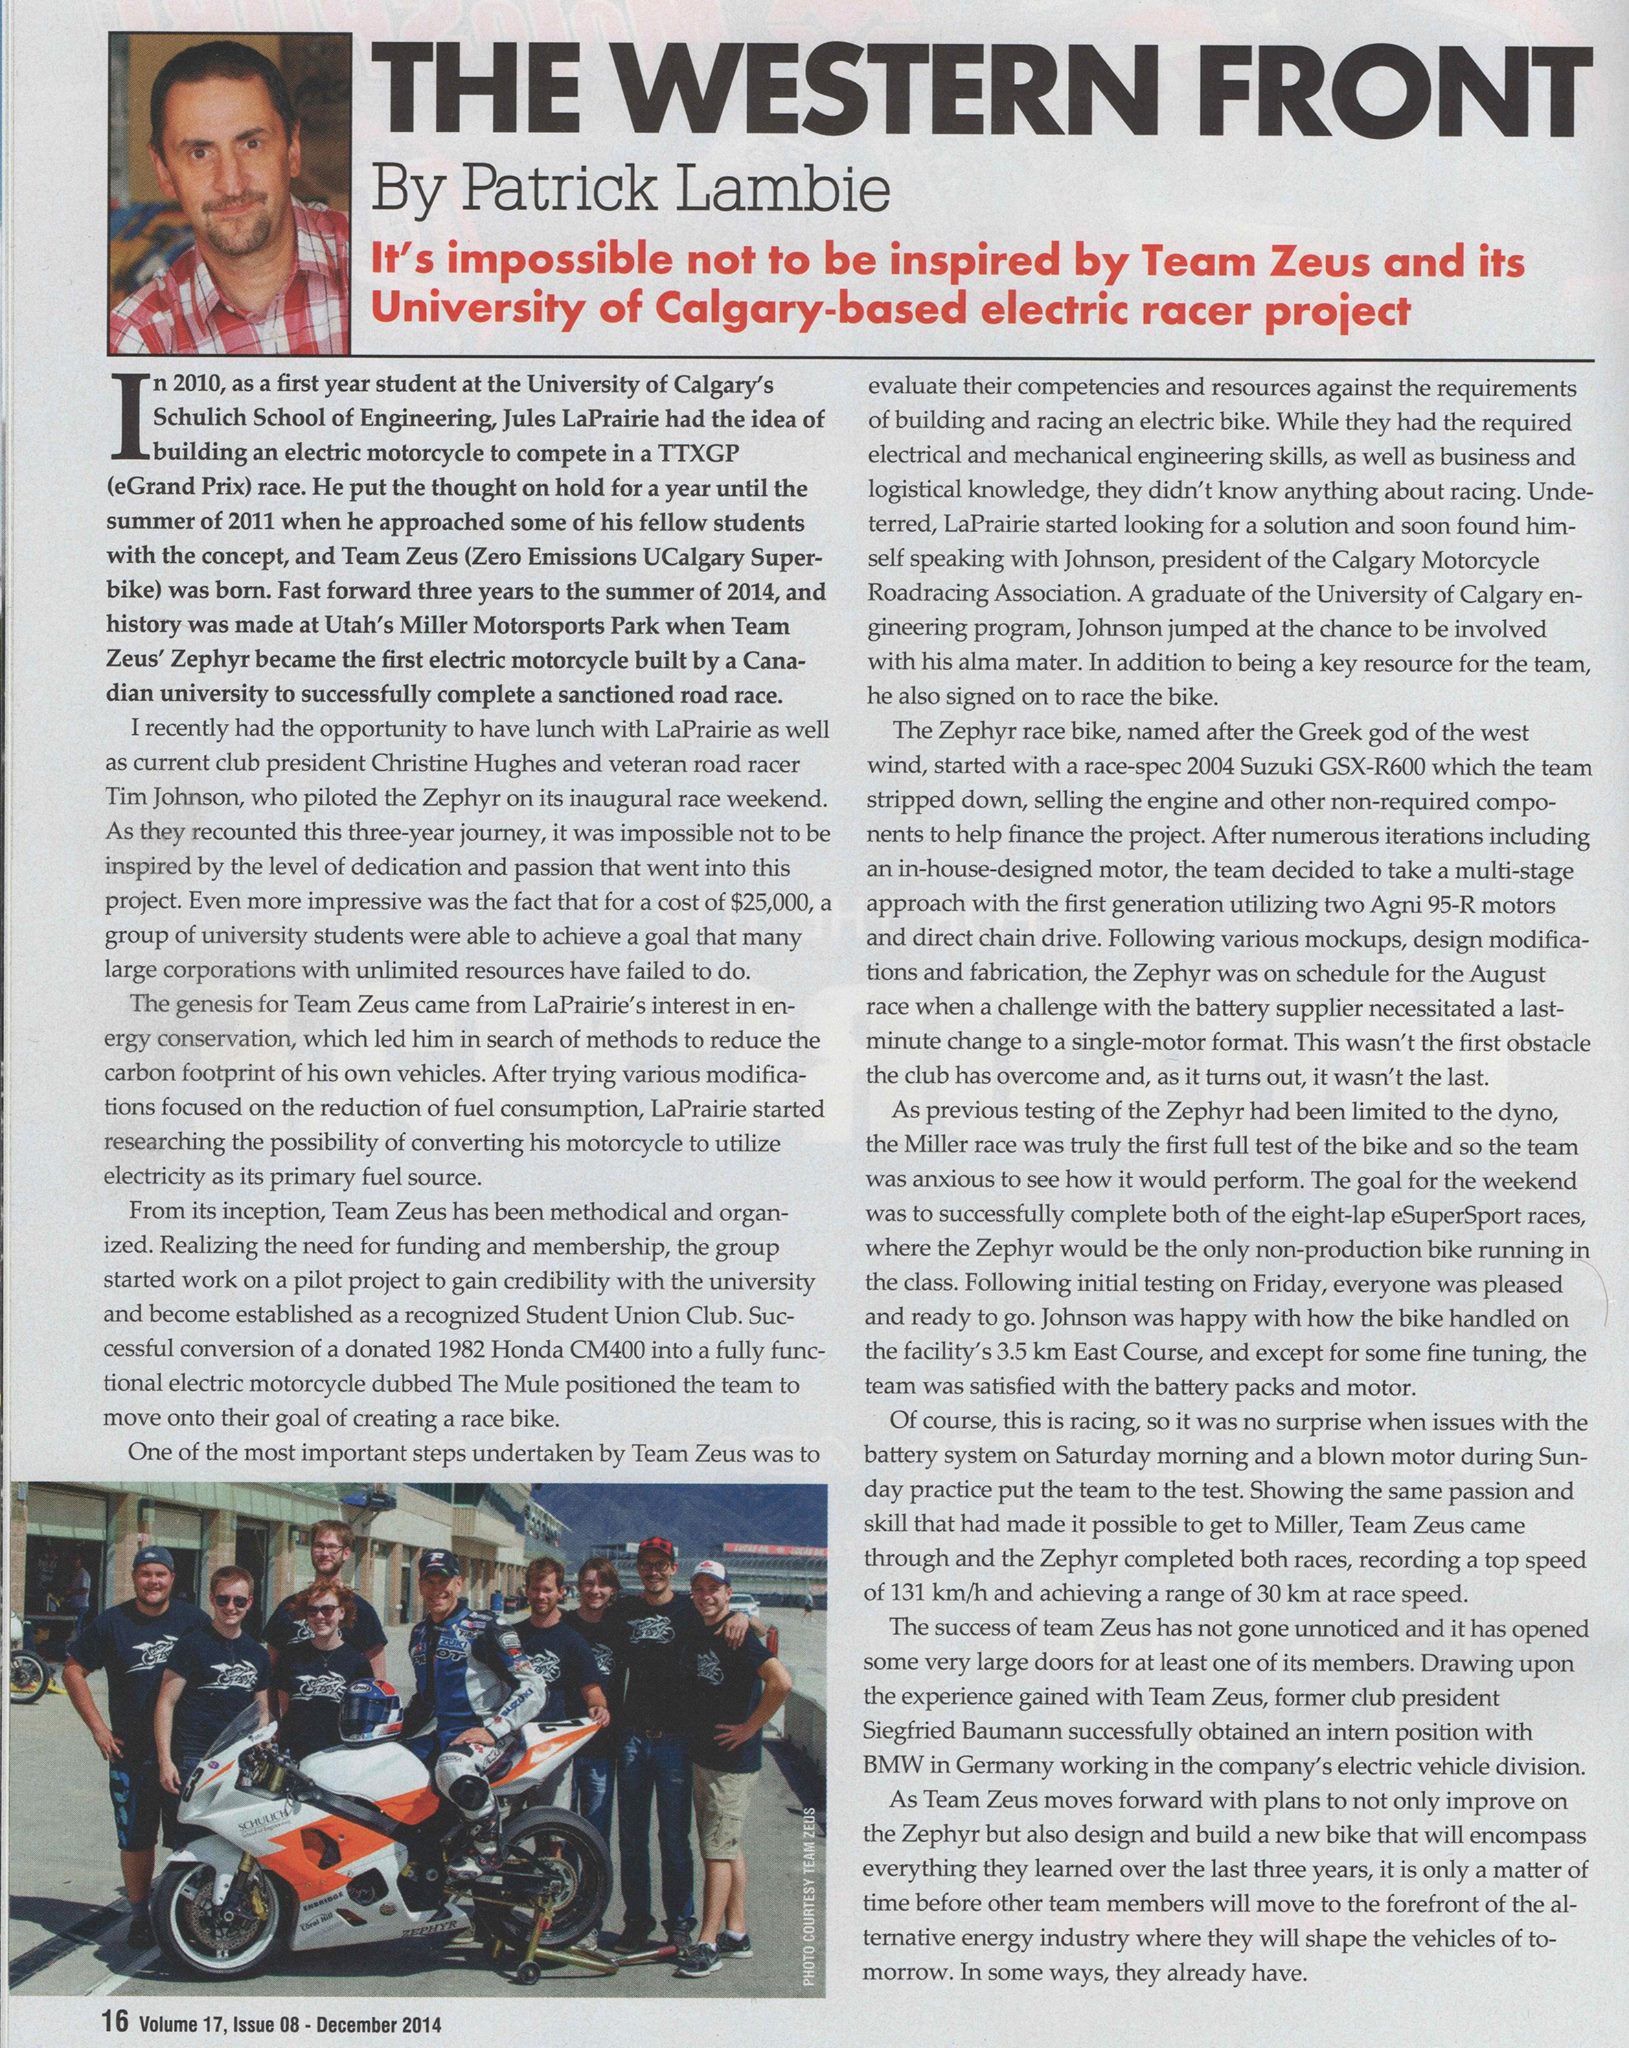 THE WESTERN FRONT
By Patrick Lambie
It's impossible not to be inspired by Team Zeus and its
University of Calgary-based electric racer project
In 2010, as a first year student at the University of Calgary's
Schulich School of Engineering, Jules LaPrairie had the idea of
building an electric motorcycle to compete in a TTXGP
(eGrand Prix) race. He put the thought on hold for a year until the
summer of 2011 when he approached some of his fellow students
with the concept, and Team Zeus (Zero Emissions UCalgary Super-
bike) was born. Fast forward three years to the summer of 2014, and
history was made at Utah's Miller Motorsports Park when Team
Zeus' Zephyr became the first electric motorcycle built by a Cana-
dian university to successfully complete a sanctioned road race.
I recently had the opportunity to have lunch with LaPrairie as well
as current club president Christine Hughes and veteran road racer
Tim Johnson, who piloted the Zephyr on its inaugural race weekend.
As they recounted this three-year journey, it was impossible not to be
inspired by the level of dedication and passion that went into this
project. Even more impressive was the fact that for a cost of $25,000, a
group of university students were able to achieve a goal that many
large corporations with unlimited resources have failed to do.
The genesis for Team Zeus came from LaPrairie's interest in en-
ergy conservation, which led him in search of methods to reduce the
carbon footprint of his own vehicles. After trying various modifica-
tions focused on the reduction of fuel consumption, LaPrairie started
researching the possibility of converting his motorcycle to utilize
electricity as its primary fuel source.
From its inception, Team Zeus has been methodical and organ-
ized. Realizing the need for funding and membership, the group
started work on a pilot project to gain credibility with the university
and become established as a recognized Student Union Club. Suc-
cessful conversion of a donated 1982 Honda CM400 into a fully func-
tional electric motorcycle dubbed The Mule positioned the team to
move onto their goal of creating a race bike.
One of the most important steps undertaken by Team Zeus was to
evaluate their competencies and resources against the requirements
of building and racing an electric bike. While they had the required
electrical and mechanical engineering skills, as well as business and
logistical knowledge, they didn't know anything about racing. Unde-
terred, LaPrairie started looking for a solution and soon found him-
self speaking with Johnson, president of the Calgary Motorcycle
Roadracing Association. A graduate of the University of Calgary en-
gineering program, Johnson jumped at the chance to be involved
with his alma mater. In addition to being a key resource for the team,
he also signed on to race the bike.
The Zephyr race bike, named after the Greek god of the west
wind, started with a race-spec 2004 Suzuki GSX-R600 which the team
stripped down, selling the engine and other non-required compo-
nents to help finance the project. After numerous iterations including
an in-house-designed motor, the team decided to take a multi-stage
approach with the first generation utilizing two Agni 95-R motors
and direct chain drive. Following various mockups, design modifica-
tions and fabrication, the Zephyr was on schedule for the August
race when a challenge with the battery supplier necessitated a last-
minute change to a single-motor format. This wasn't the first obstacle
the club has overcome and, as it turns out, it wasn't the last.
As previous testing of the Zephyr had been limited to the dyno,
the Miller race was truly the first full test of the bike and so the team
was anxious to see how it would perform. The goal for the weekend
was to successfully complete both of the eight-lap eSuperSport races,
where the Zephyr would be the only non-production bike running in
the class. Following initial testing on Friday, everyone was pleased
and ready to go. Johnson was happy with how the bike handled on
the facility's 3.5 km East Course, and except for some fine tuning, the
team was satisfied with the battery packs and motor.
Of course, this is racing, so it was no surprise when issues with the
battery system on Saturday morning and a blown motor during Sun-
day practice put the team to the test. Showing the same passion and
skill that had made it possible to get to Miller, Team Zeus came
through and the Zephyr completed both races, recording a top speed
of 131 km/h and achieving a range of 30 km at race speed.
The success of team Zeus has not gone unnoticed and it has opened
some very large doors for at least one of its members. Drawing upon
the experience gained with Team Zeus, former club president
Siegfried Baumann successfully obtained an intern position with
BMW in Germany working in the company's electric vehicle division.
As Team Zeus moves forward with plans to not only improve on
the Zephyr but also design and build a new bike that will encompass
everything they learned over the last three years, it is only a matter of
time before other team members will move to the forefront of the al-
ternative energy industry where they will shape the vehicles of to-
morrow. In some ways, they already have.
SCHULICH
School of Engineering
ENBRIDGE
Coral Hill
ZEPHYR
SUZUKI
PHOTO COURTESY TEAM ZEUS
16 Volume 17, Issue 08 - December 2014